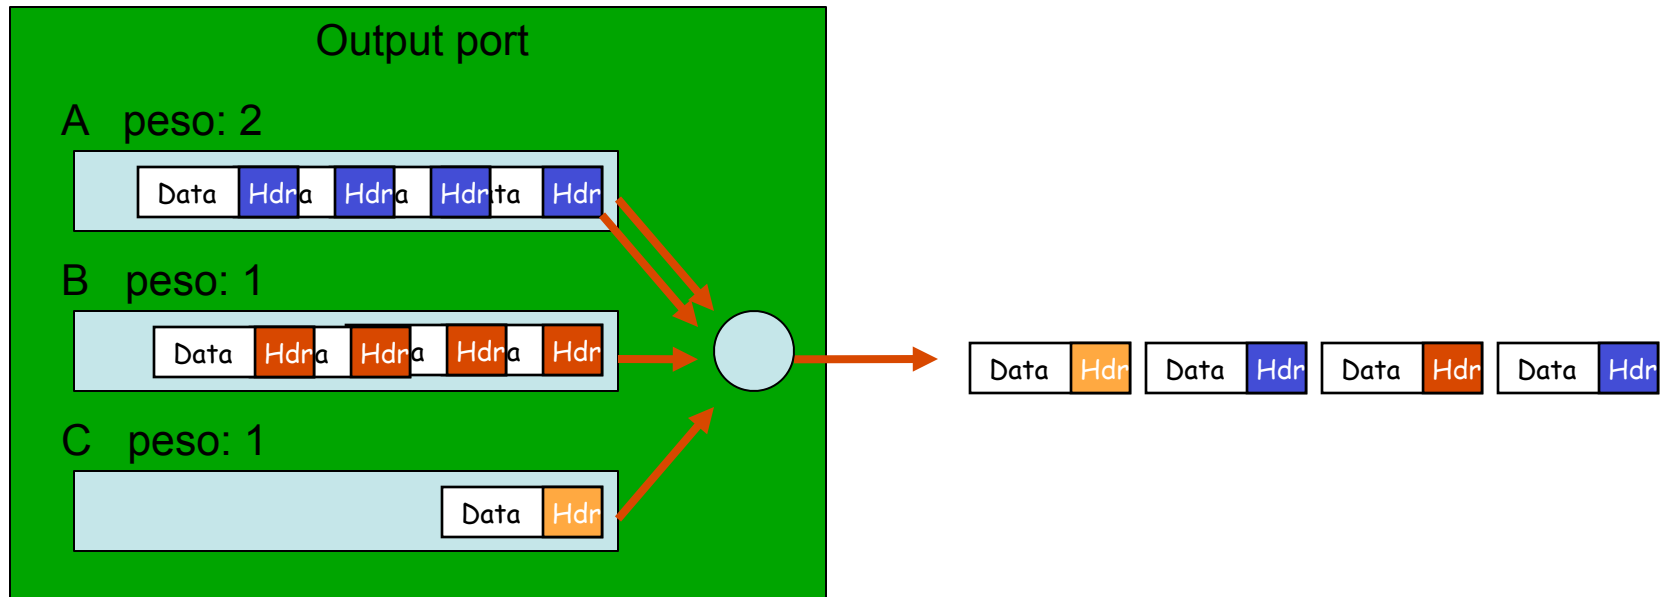 Output port
A peso: 2
Data Hdr a Hdr a Hdr ta Hdr
B peso: 1
Data Hdr a Hdr a Hdr a Hdr
Data Hdr Data Hdr Data Hdr Data Hdr
C peso: 1
Data Hdr